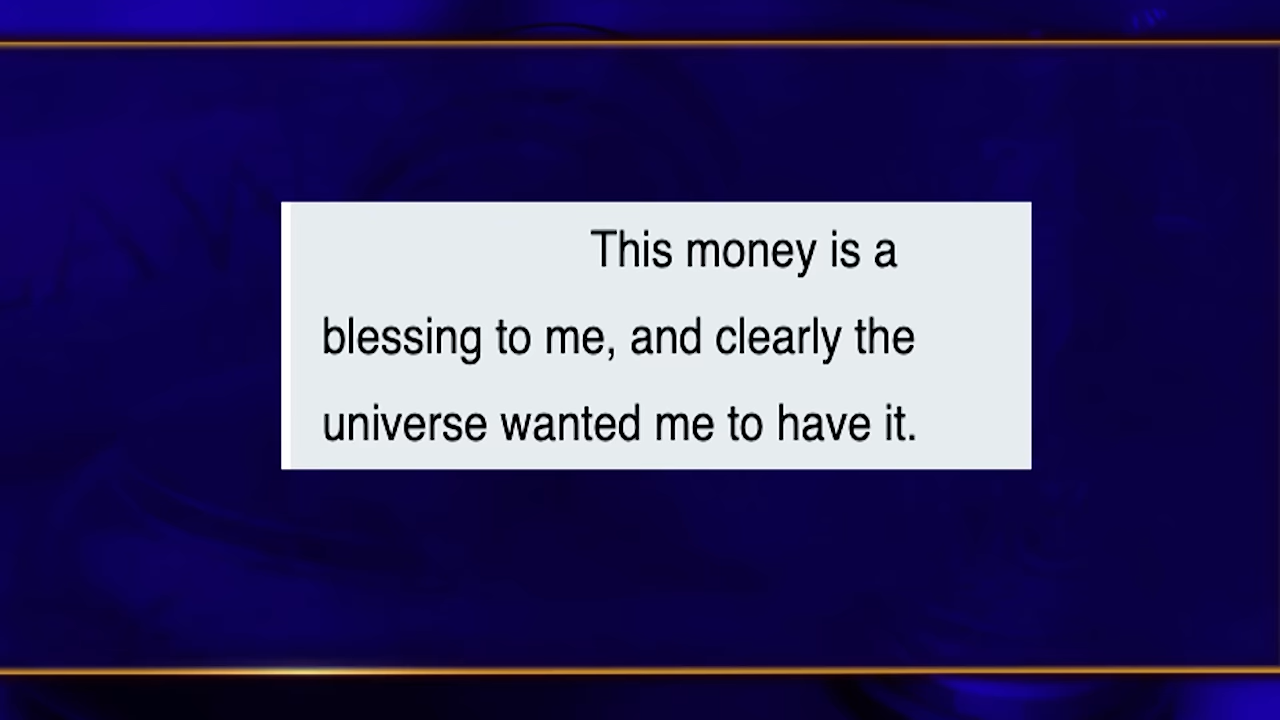 This money is a
blessing to me, and clearly the
universe wanted me to have it.